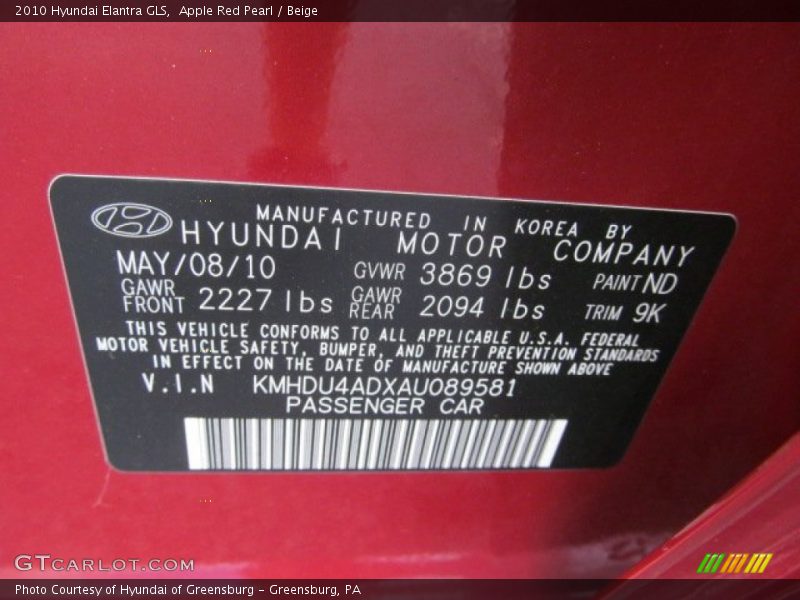 2010 Hyundai Elantra GLS,  Apple Red Pearl / Beige
MANUFACTURED IN KOREA BY
HYUNDAI MOTOR COMPANY
MAY/08/10 GVWR 3869 lbs PAINT ND
GAWR FRONT 2227 lbs GAWR REAR 2094 lbs TRIM 9K
THIS VEHICLE CONFORMS TO ALL APPLICABLE U.S.A. FEDERAL
MOTOR VEHICLE SAFETY, BUMPER, AND THEFT PREVENTION STANDARDS
IN EFFECT ON THE DATE OF MANUFACTURE SHOWN ABOVE
V.I.N KMHDU4ADXAU089581
PASSENGER CAR
GTCARLOT.COM
Photo Courtesy of Hyundai of Greensburg – Greensburg, PA